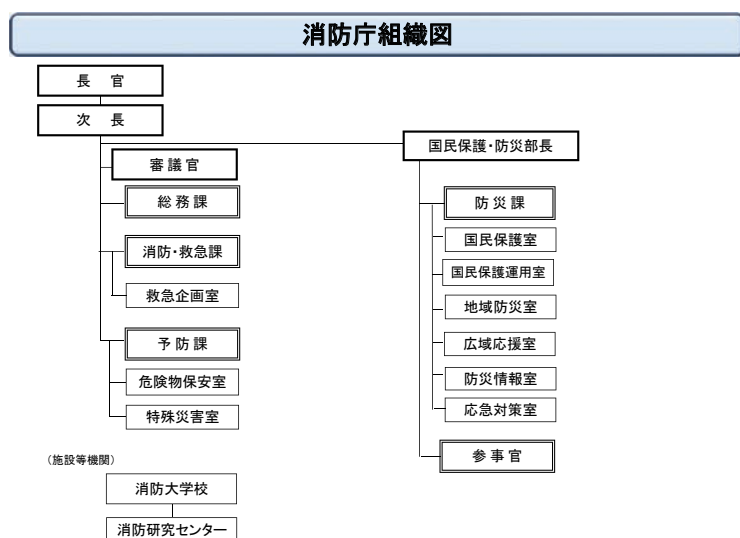 消防庁組織図
長　官
次　長
国民保護・防災部長
審議官
総務課
消防・救急課
救急企画室
予防課
危険物保安室
特殊災害室
防災課
国民保護室
国民保護運用室
地域防災室
広域応援室
防災情報室
応急対策室
参事官
（施設等機関）
消防大学校
消防研究センター